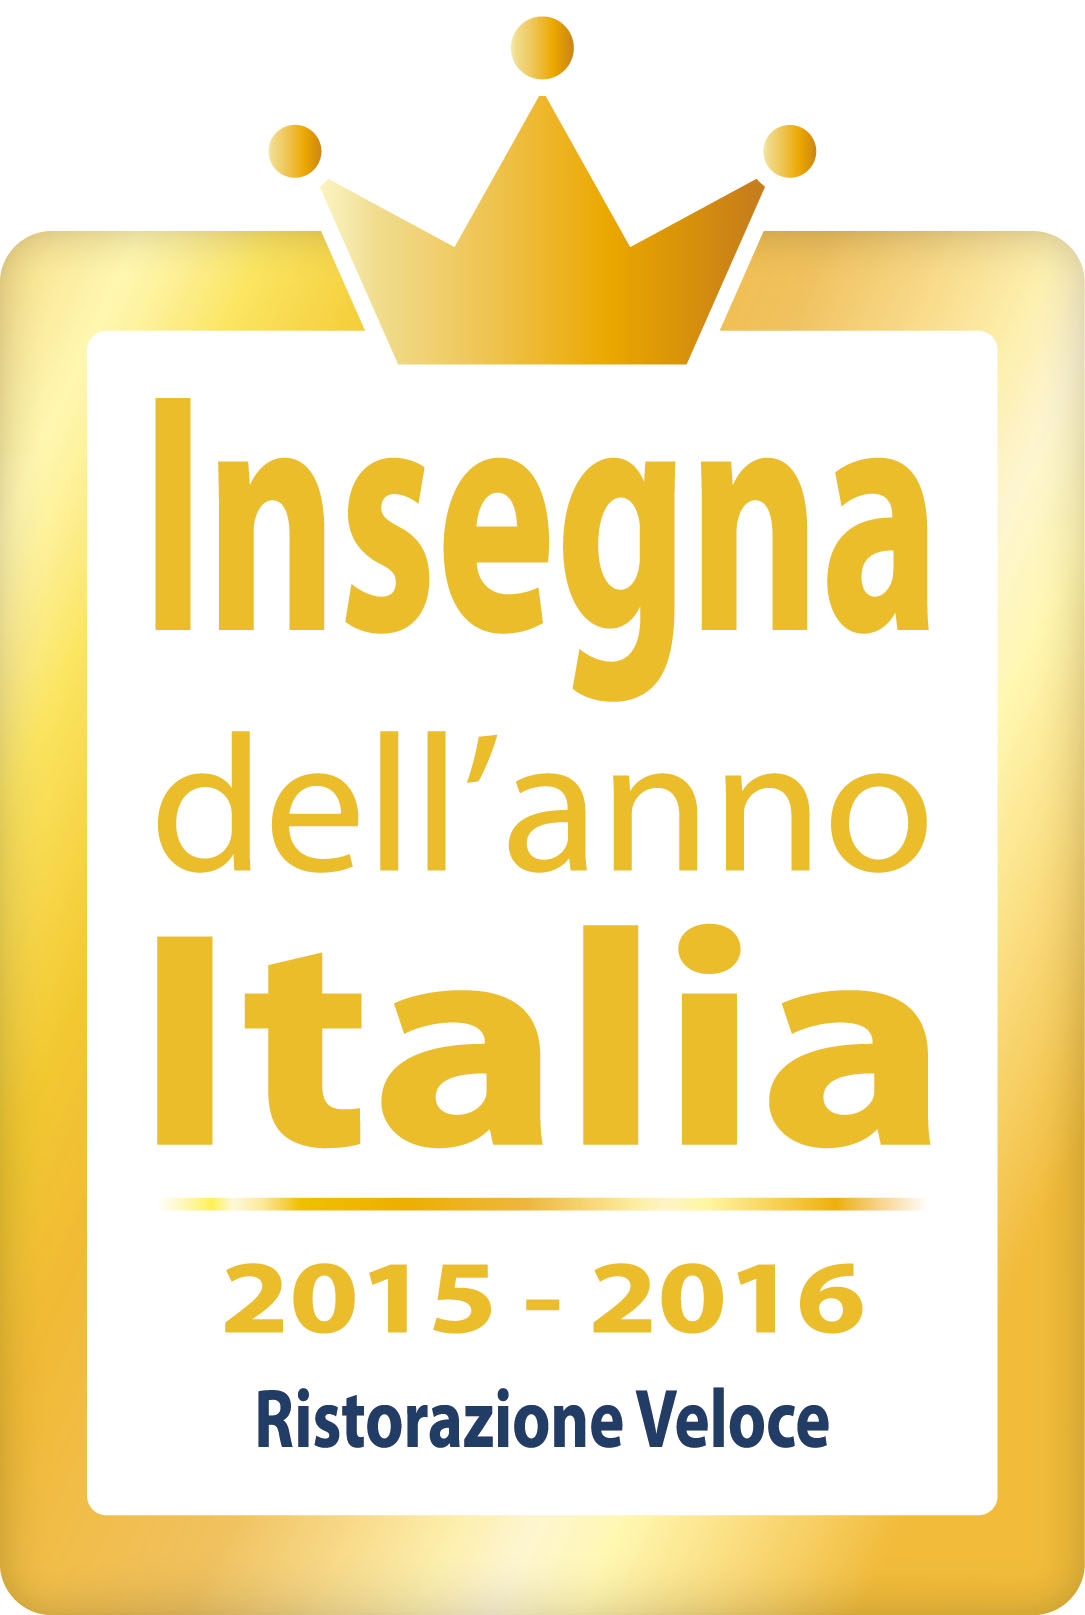 Insegna
dell’anno
Italia
2015 - 2016
Ristorazione Veloce